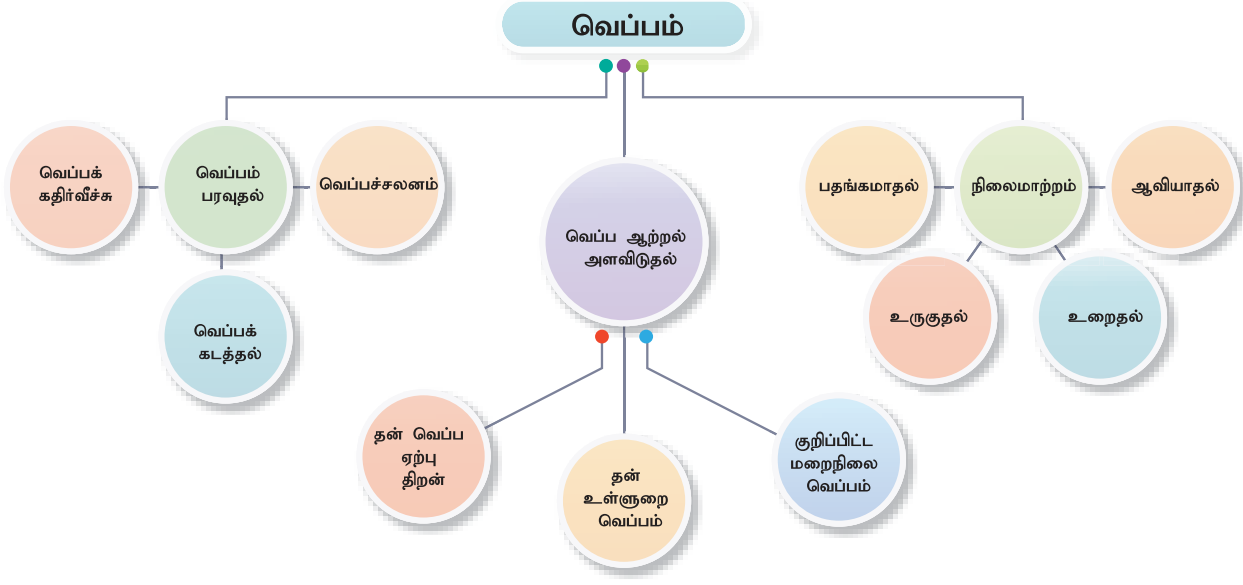 வெப்பம்
வெப்பக்
கதிர்வீச்சு
வெப்பம்
பரவுதல்
வெப்பச்சலனம்
வெப்பக்
கடத்தல்
வெப்ப ஆற்றல்
அளவிடுதல்
தன் வெப்ப
ஏற்பு
திறன்
தன்
உள்ளுறை
வெப்பம்
குறிப்பிட்ட
மறைநிலை
வெப்பம்
பதங்கமாதல்
நிலைமாற்றம்
ஆவியாதல்
உருகுதல்
உறைதல்